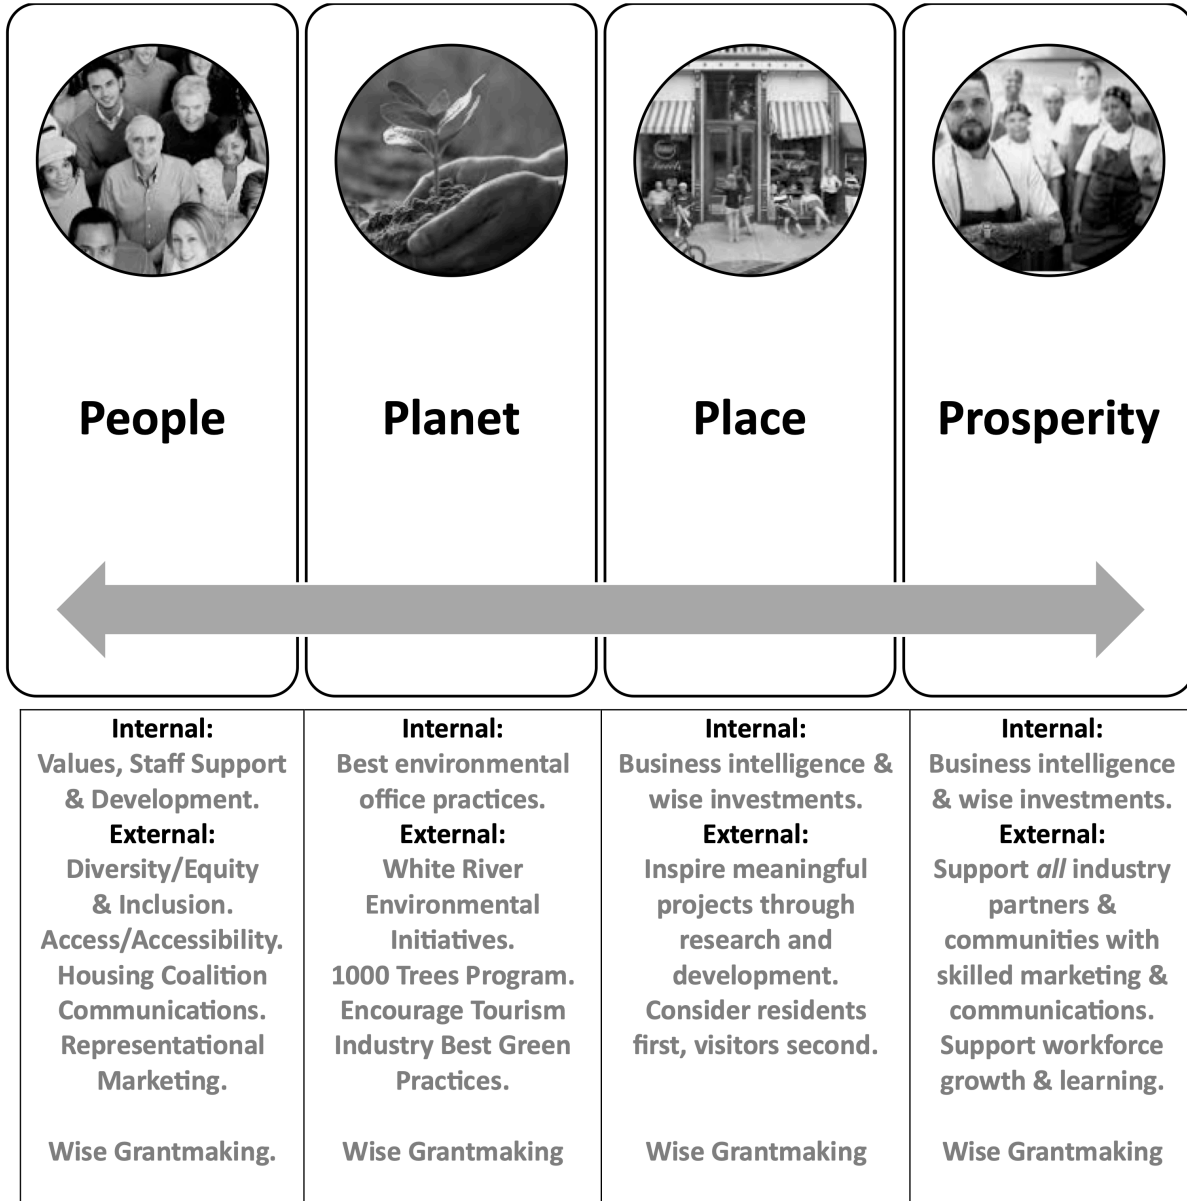 People
Planet
Place
Prosperity
Internal:
Values, Staff Support
& Development.
External:
Diversity/Equity
& Inclusion.
Access/Accessibility.
Housing Coalition
Communications.
Representational
Marketing.
Wise Grantmaking.
Internal:
Best environmental
office practices.
External:
White River
Environmental
Initiatives.
1000 Trees Program.
Encourage Tourism
Industry Best Green
Practices.
Wise Grantmaking
Internal:
Business intelligence &
wise investments.
External:
Inspire meaningful
projects through
research and
development.
Consider residents
first, visitors second.
Wise Grantmaking
Internal:
Business intelligence
& wise investments.
External:
Support all industry
partners &
communities with
skilled marketing &
communications.
Support workforce
growth & learning.
Wise Grantmaking